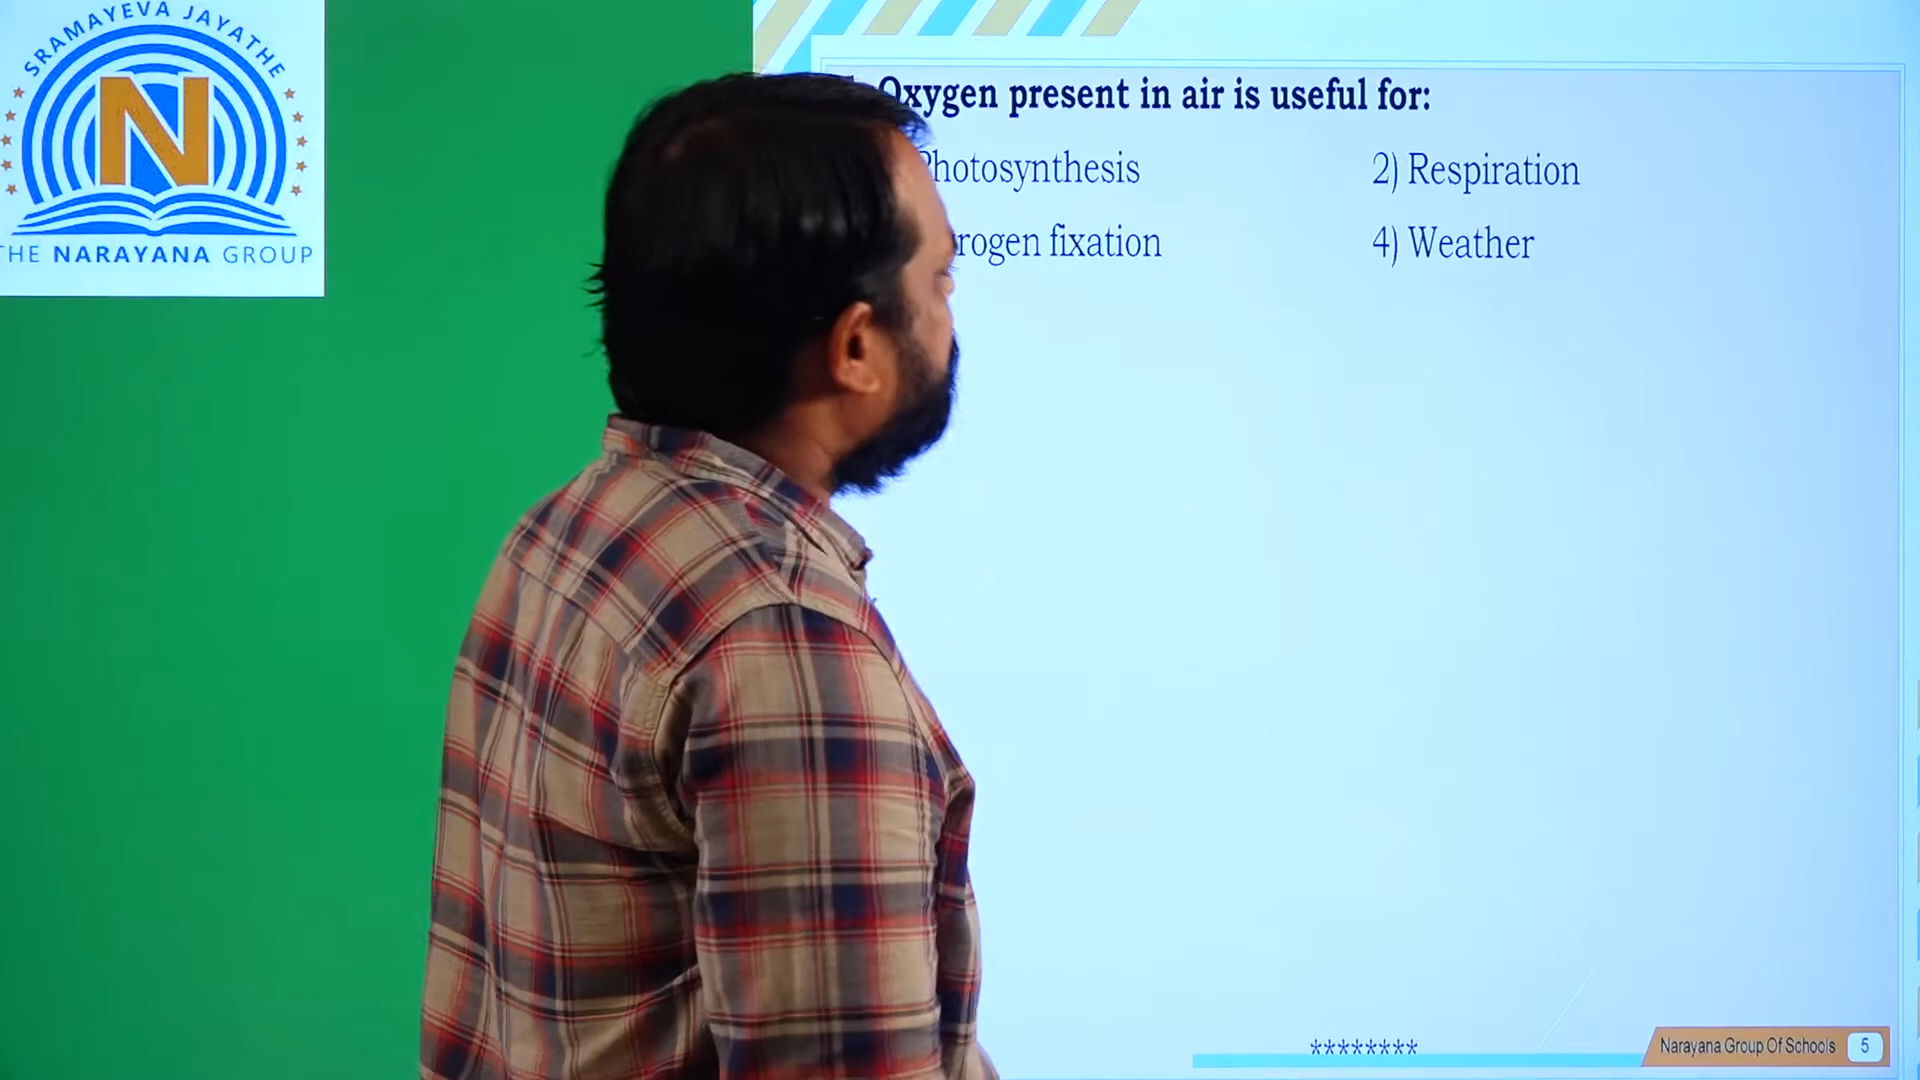 SRAMAYEVA JAYATHE
N
THE NARAYANA GROUP
Oxygen present in air is useful for:
Photosynthesis
2) Respiration
rogen fixation
4) Weather
********
Narayana Group Of Schools 5